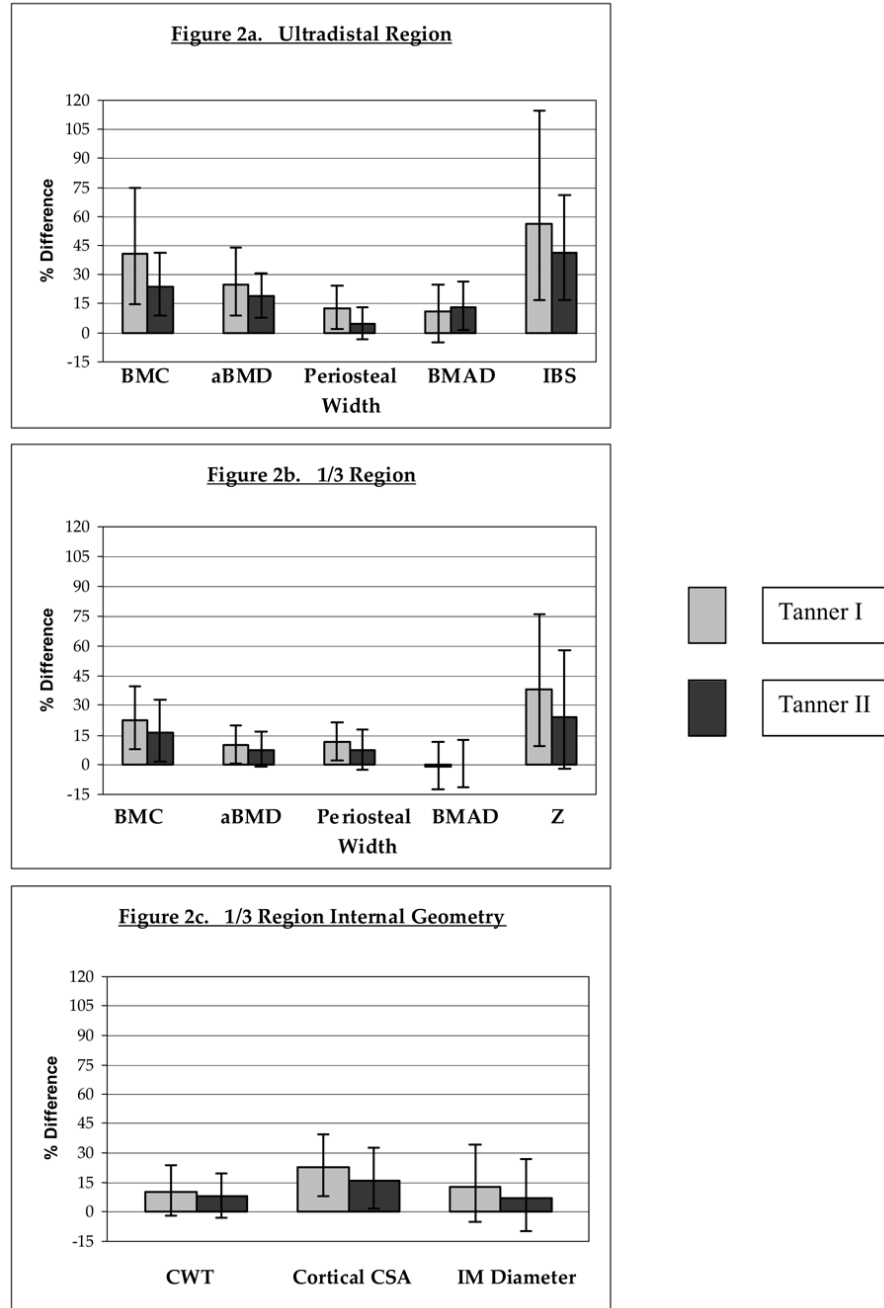 Figure 2a. Ultradistal Region
% Difference
120
105
90
75
60
45
30
15
0
-15
BMC aBMD Periosteal Width BMAD IBS
Figure 2b. 1/3 Region
% Difference
120
105
90
75
60
45
30
15
0
-15
BMC aBMD Periosteal Width BMAD Z
Tanner I
Tanner II
Figure 2c. 1/3 Region Internal Geometry
% Difference
120
105
90
75
60
45
30
15
0
-15
CWT Cortical CSA IM Diameter